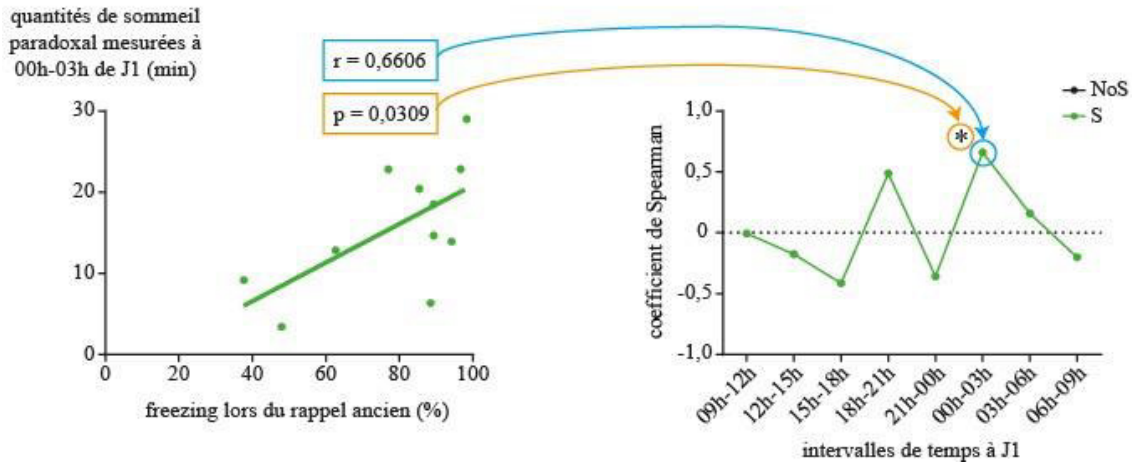 quantités de sommeil
paradoxal mesurées à
00h-03h de J1 (min)
r = 0,6606
p = 0,0309
30
20
10
0
0
20
40
60
80
100
freezing lors du rappel ancien (%)
NoS
S
*
coefficient de Spearman
1,0
0,5
0
-0,5
-1,0
09h-12h
12h-15h
15h-18h
18h-21h
21h-00h
00h-03h
03h-06h
06h-09h
intervalles de temps à J1